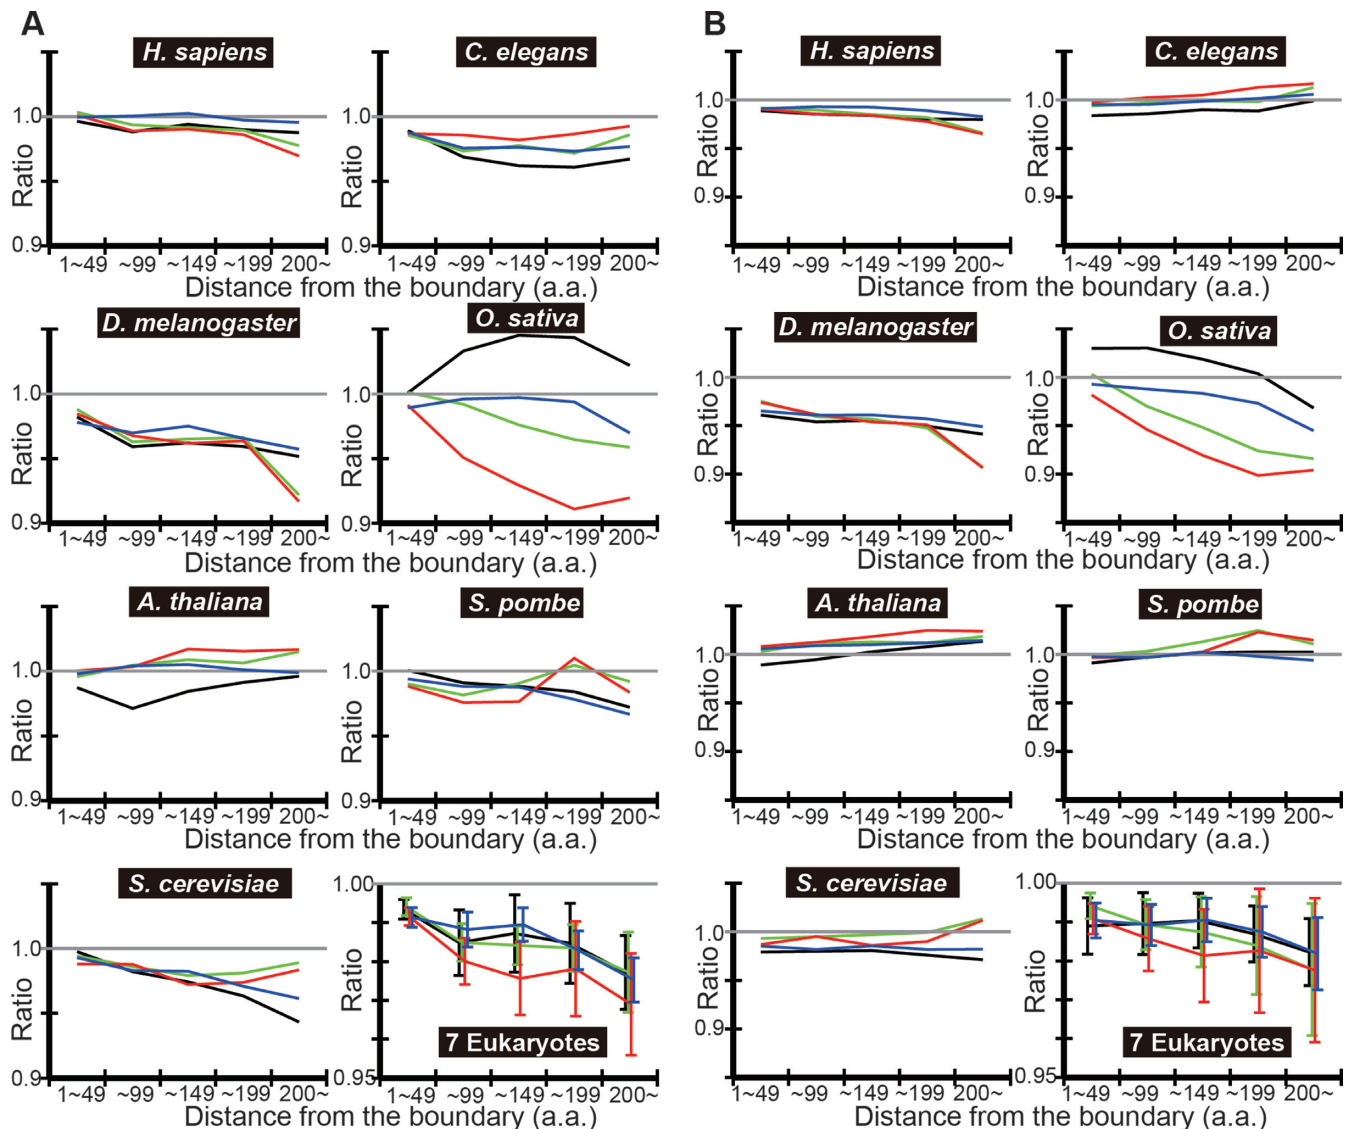 A
B
H. sapiens
C. elegans
H. sapiens
C. elegans
1.0
1.0
1.0
1.0
Ratio
Ratio
Ratio
Ratio
0.9
0.9
0.9
0.9
1~49 ~99 ~149 ~199 200~
1~49 ~99 ~149 ~199 200~
1~49 ~99 ~149 ~199 200~
1~49 ~99 ~149 ~199 200~
Distance from the boundary (a.a.)
Distance from the boundary (a.a.)
D. melanogaster
O. sativa
D. melanogaster
O. sativa
1.0
1.0
1.0
1.0
Ratio
Ratio
Ratio
Ratio
0.9
0.9
0.9
0.9
1~49 ~99 ~149 ~199 200~
1~49 ~99 ~149 ~199 200~
1~49 ~99 ~149 ~199 200~
1~49 ~99 ~149 ~199 200~
Distance from the boundary (a.a.)
Distance from the boundary (a.a.)
A. thaliana
S. pombe
A. thaliana
S. pombe
1.0
1.0
1.0
1.0
Ratio
Ratio
Ratio
Ratio
0.9
0.9
0.9
0.9
1~49 ~99 ~149 ~199 200~
1~49 ~99 ~149 ~199 200~
1~49 ~99 ~149 ~199 200~
1~49 ~99 ~149 ~199 200~
Distance from the boundary (a.a.)
Distance from the boundary (a.a.)
S. cerevisiae
1.00
S. cerevisiae
1.00
1.0
1.0
Ratio
Ratio
Ratio
Ratio
7 Eukaryotes
7 Eukaryotes
0.9
0.95
0.9
0.95
1~49 ~99 ~149 ~199 200~
1~49 ~99 ~149 ~199 200~
1~49 ~99 ~149 ~199 200~
1~49 ~99 ~149 ~199 200~
Distance from the boundary (a.a.)
Distance from the boundary (a.a.)